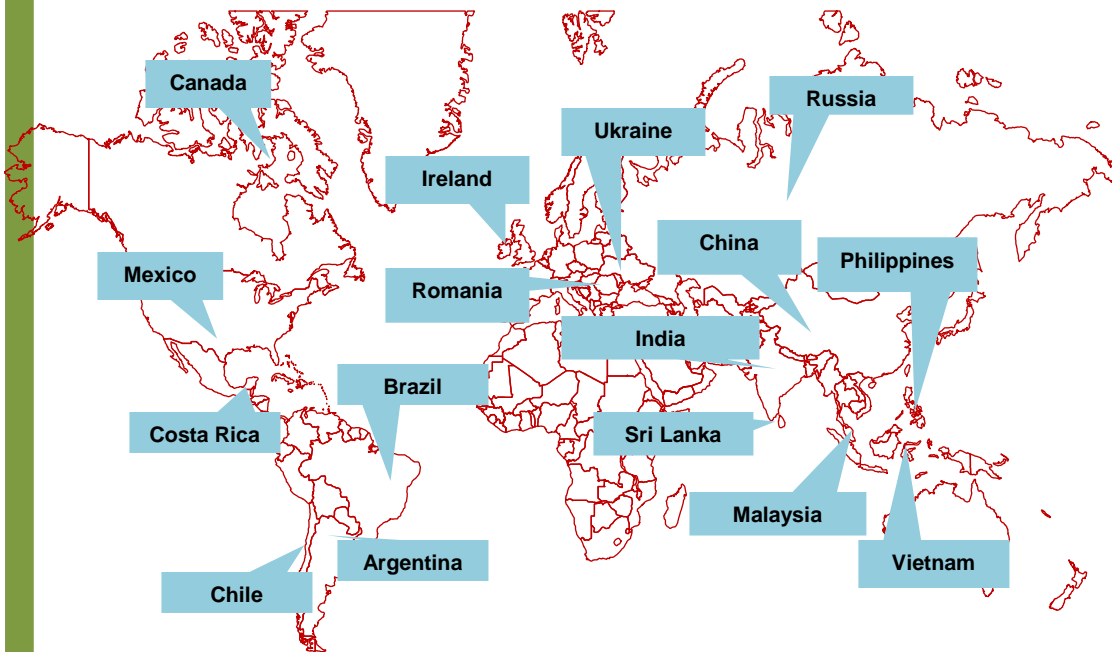 Canada
Russia
Ukraine
Ireland
China
Philippines
Mexico
Romania
India
Brazil
Costa Rica
Sri Lanka
Malaysia
Argentina
Vietnam
Chile